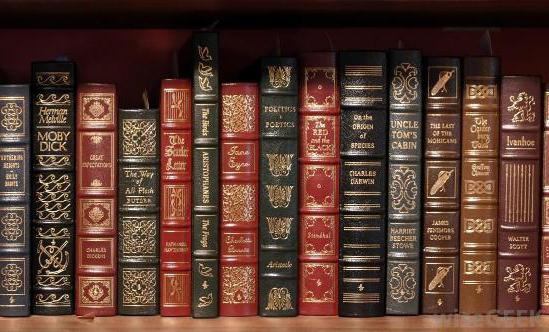 WUTHERING
HEIGHTS
EMILY
BRONTE
Herman
Melville
MOBY
DICK
GREAT
EXPECTATIONS
CHARLES
DICKENS
The Way
of
All Flesh
BUTLER
The
Scarlet
Letter
NATHANIEL
HAWTHORNE
The Birds
ARISTOPHANES
The Frogs
Jane
Eyre
Charlotte
Bronte
POLITICS
POETICS
Aristotle
The
RED
and the
BLACK
Stendhal
On the
ORIGIN
of
SPECIES
CHARLES
DARWIN
UNCLE
TOM'S
CABIN
HARRIET
BEECHER
STOWE
THE LAST
OF THE
MOHICANS
JAMES
FENIMORE
COOPER
The
Ivanhoe
WALTER
SCOTT